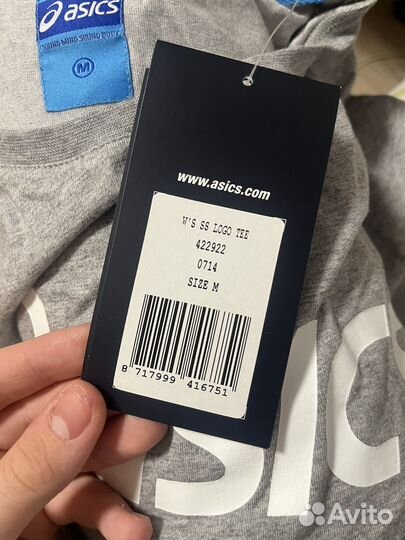 asics
SOUND MIND SOUND BODY
M
www.asics.com
W'S SS LOGO TEE
422922
0714
SIZE M
8 717999 416751
sic
Avito